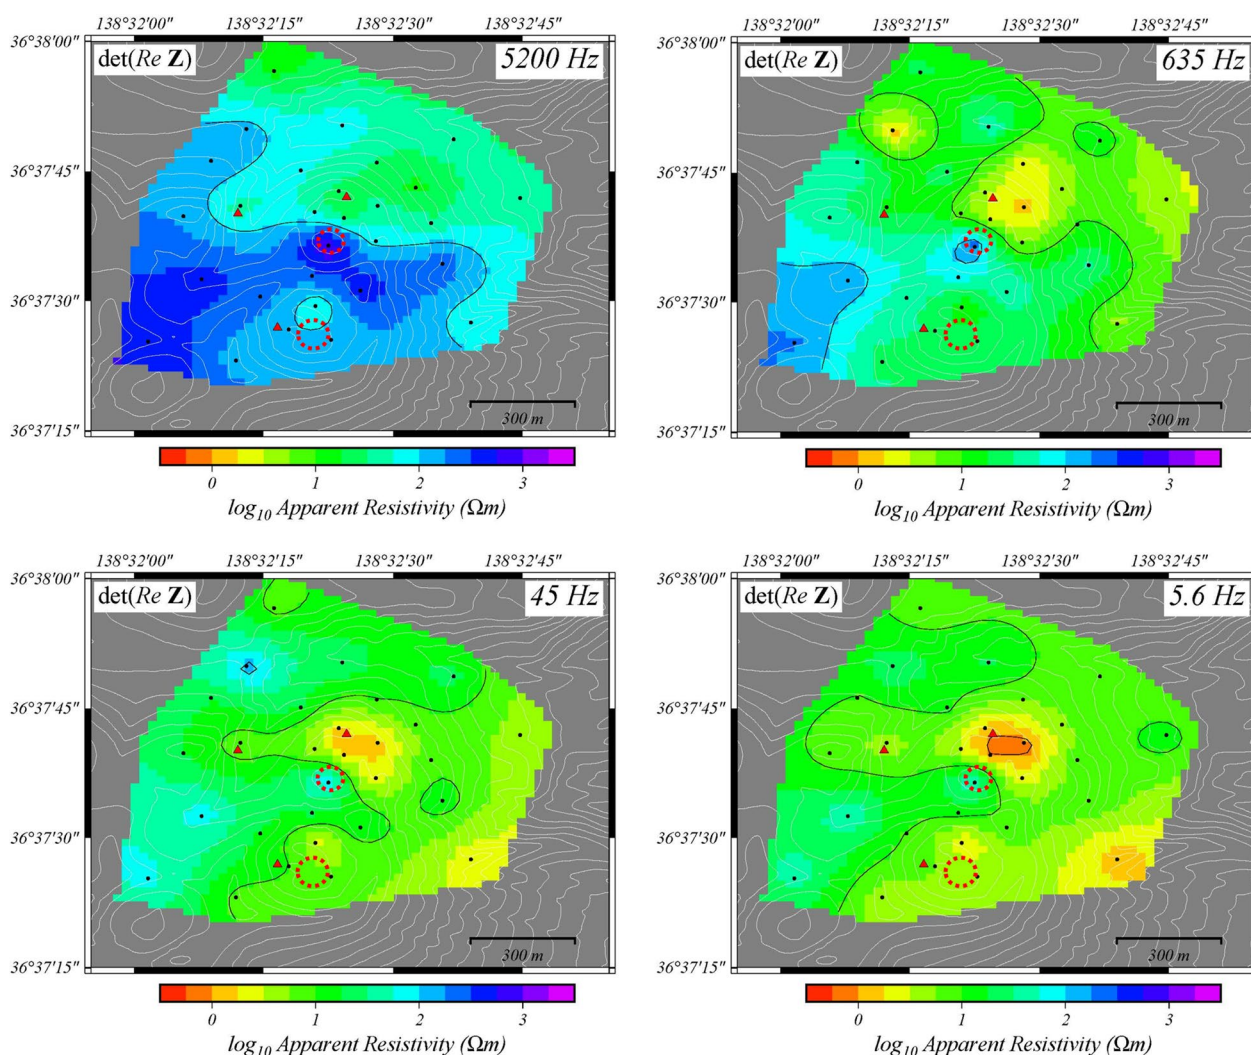 138°32'00" 138°32'15" 138°32'30" 138°32'45"
36°38'00"
36°37'45"
36°37'30"
36°37'15"
det(Re Z)
5200 Hz
300 m
0 1 2 3
log10 Apparent Resistivity (Ωm)
138°32'00" 138°32'15" 138°32'30" 138°32'45"
36°38'00"
36°37'45"
36°37'30"
36°37'15"
det(Re Z)
635 Hz
300 m
0 1 2 3
log10 Apparent Resistivity (Ωm)
138°32'00" 138°32'15" 138°32'30" 138°32'45"
36°38'00"
36°37'45"
36°37'30"
36°37'15"
det(Re Z)
45 Hz
300 m
0 1 2 3
log10 Apparent Resistivity (Ωm)
138°32'00" 138°32'15" 138°32'30" 138°32'45"
36°38'00"
36°37'45"
36°37'30"
36°37'15"
det(Re Z)
5.6 Hz
300 m
0 1 2 3
log10 Apparent Resistivity (Ωm)